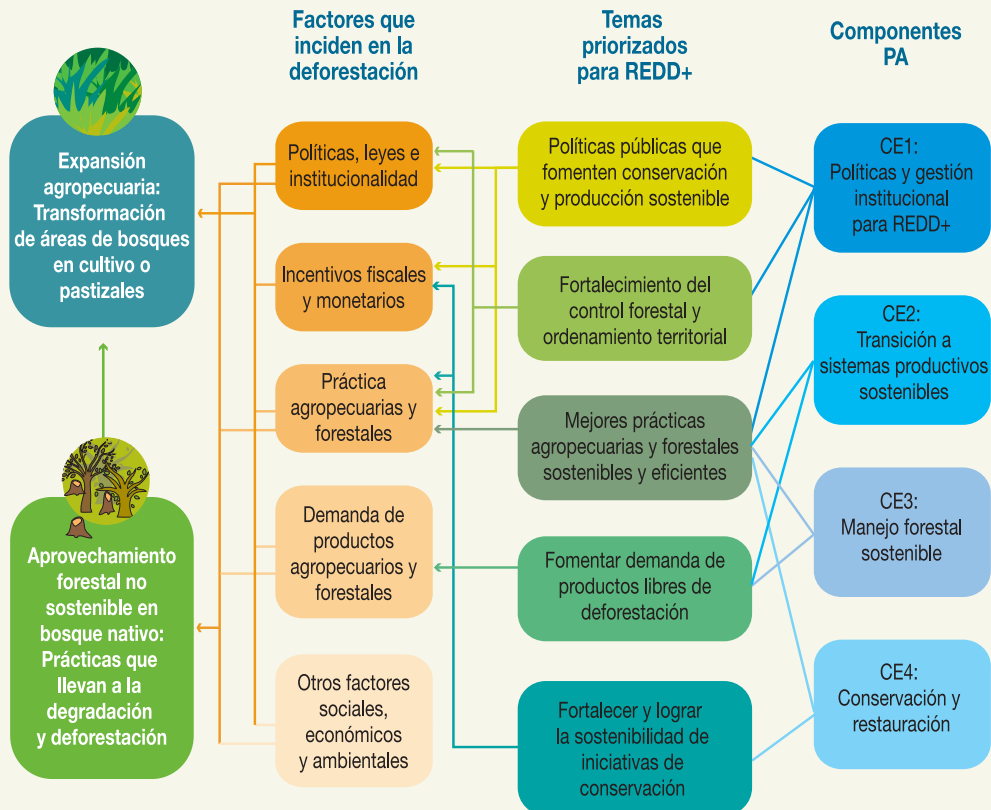 Factores que
inciden en la
deforestación
Temas
priorizados
para REDD+
Componentes
PA
Expansión
agropecuaria:
Transformación
de áreas de bosques
en cultivo o
pastizales
Aprovechamiento
forestal no
sostenible en
bosque nativo:
Prácticas que
llevan a la
degradación
y deforestación
Políticas, leyes e
institucionalidad
Incentivos fiscales
y monetarios
Práctica
agropecuarias y
forestales
Demanda de
productos
agropecuarios y
forestales
Otros factores
sociales,
económicos
y ambientales
Políticas públicas que
fomenten conservación
y producción sostenible
Fortalecimiento del
control forestal y
ordenamiento territorial
Mejores prácticas
agropecuarias y forestales
sostenibles y eficientes
Fomentar demanda de
productos libres de
deforestación
Fortalecer y lograr
la sostenibilidad de
iniciativas de
conservación
CE1:
Políticas y gestión
institucional
para REDD+
CE2:
Transición a
sistemas productivos
sostenibles
CE3:
Manejo forestal
sostenible
CE4:
Conservación y
restauración